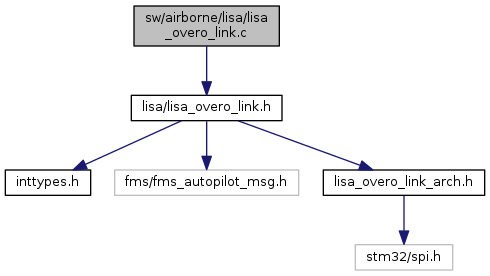 sw/airborne/lisa/lisa
_overo_link.c
lisa/lisa_overo_link.h
inttypes.h
fms/fms_autopilot_msg.h
lisa_overo_link_arch.h
stm32/spi.h